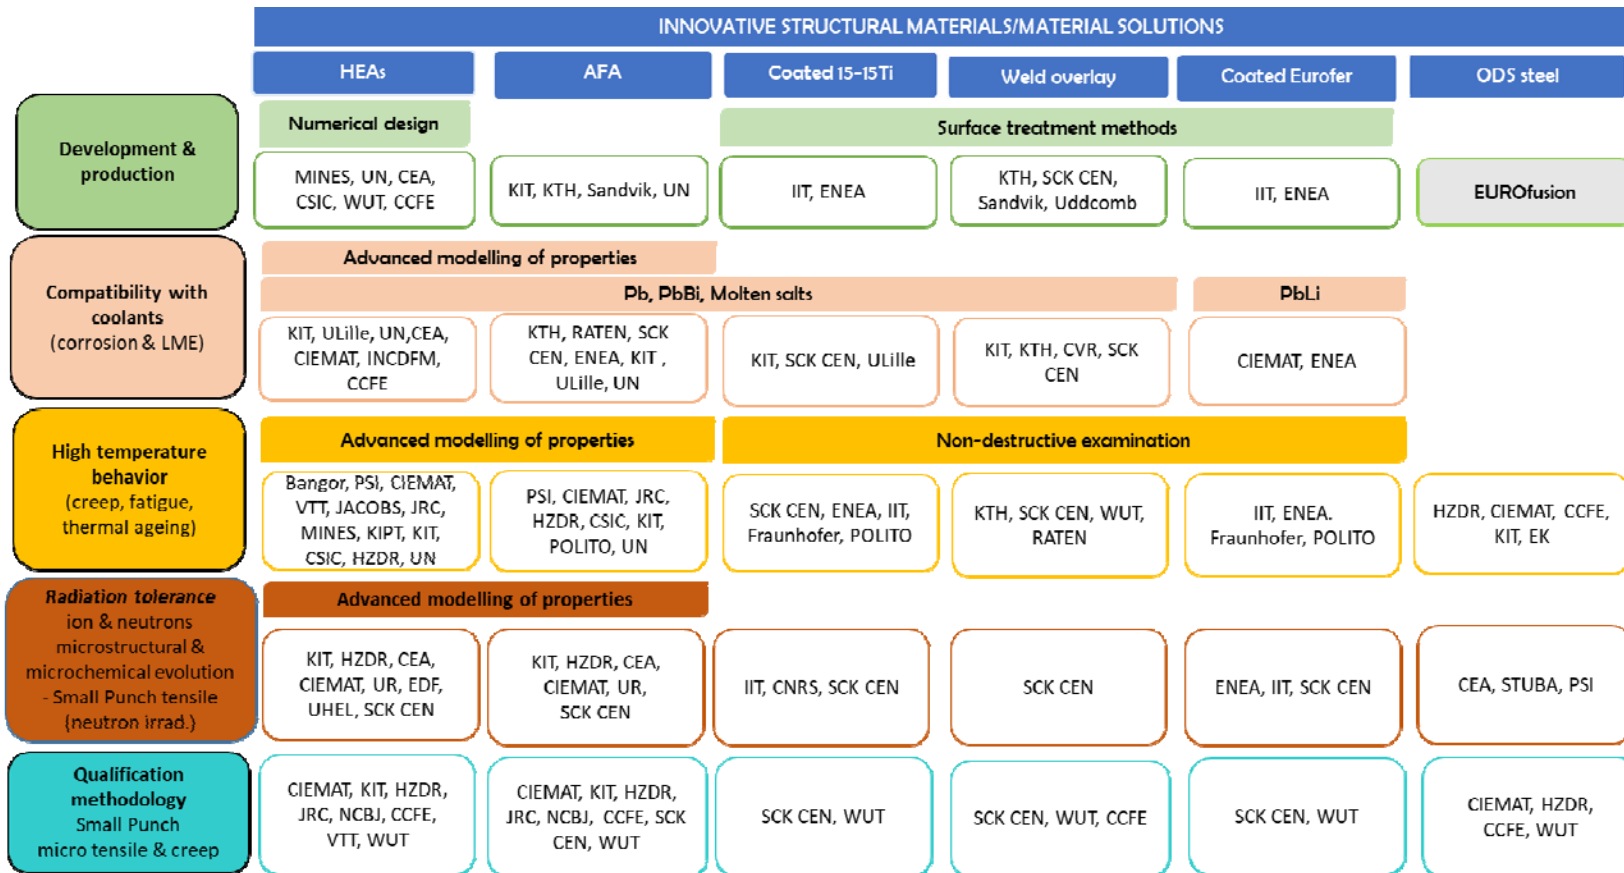 INNOVATIVE STRUCTURAL MATERIALS/MATERIAL SOLUTIONS
HEAs
AFA
Coated 15-15Ti
Weld overlay
Coated Eurofer
ODS steel
Development &
production
Numerical design
Surface treatment methods
MINES, UN, CEA,
CSIC, WUT, CCFE
KIT, KTH, Sandvik, UN
IIT, ENEA
KTH, SCK CEN,
Sandvik, Uddcomb
IIT, ENEA
EUROfusion
Compatibility with
coolants
(corrosion & LME)
Advanced modelling of properties
Pb, PbBi, Molten salts
PbLi
KIT, ULille, UN,CEA,
CIEMAT, INCDFM,
CCFE
KTH, RATEN, SCK
CEN, ENEA, KIT ,
ULille, UN
KIT, SCK CEN, ULille
KIT, KTH, CVR, SCK
CEN
CIEMAT, ENEA
High temperature
behavior
(creep, fatigue,
thermal ageing)
Advanced modelling of properties
Non-destructive examination
Bangor, PSI, CIEMAT,
VTT, JACOBS, JRC,
MINES, KIPT, KIT,
CSIC, HZDR, UN
PSI, CIEMAT, JRC,
HZDR, CSIC, KIT,
POLITO, UN
SCK CEN, ENEA, IIT,
Fraunhofer, POLITO
KTH, SCK CEN, WUT,
RATEN
IIT, ENEA.
Fraunhofer, POLITO
HZDR, CIEMAT, CCFE,
KIT, EK
Radiation tolerance
ion & neutrons
microstructural &
microchemical evolution
- Small Punch tensile
(neutron irrad.)
Advanced modelling of properties
KIT, HZDR, CEA,
CIEMAT, UR, EDF,
UHEL, SCK CEN
KIT, HZDR, CEA,
CIEMAT, UR,
SCK CEN
IIT, CNRS, SCK CEN
SCK CEN
ENEA, IIT, SCK CEN
CEA, STUBA, PSI
Qualification
methodology
Small Punch
micro tensile & creep
CIEMAT, KIT, HZDR,
JRC, NCBJ, CCFE,
VTT, WUT
CIEMAT, KIT, HZDR,
JRC, NCBJ, CCFE, SCK
CEN, WUT
SCK CEN, WUT
SCK CEN, WUT, CCFE
SCK CEN, WUT
CIEMAT, HZDR,
CCFE, WUT